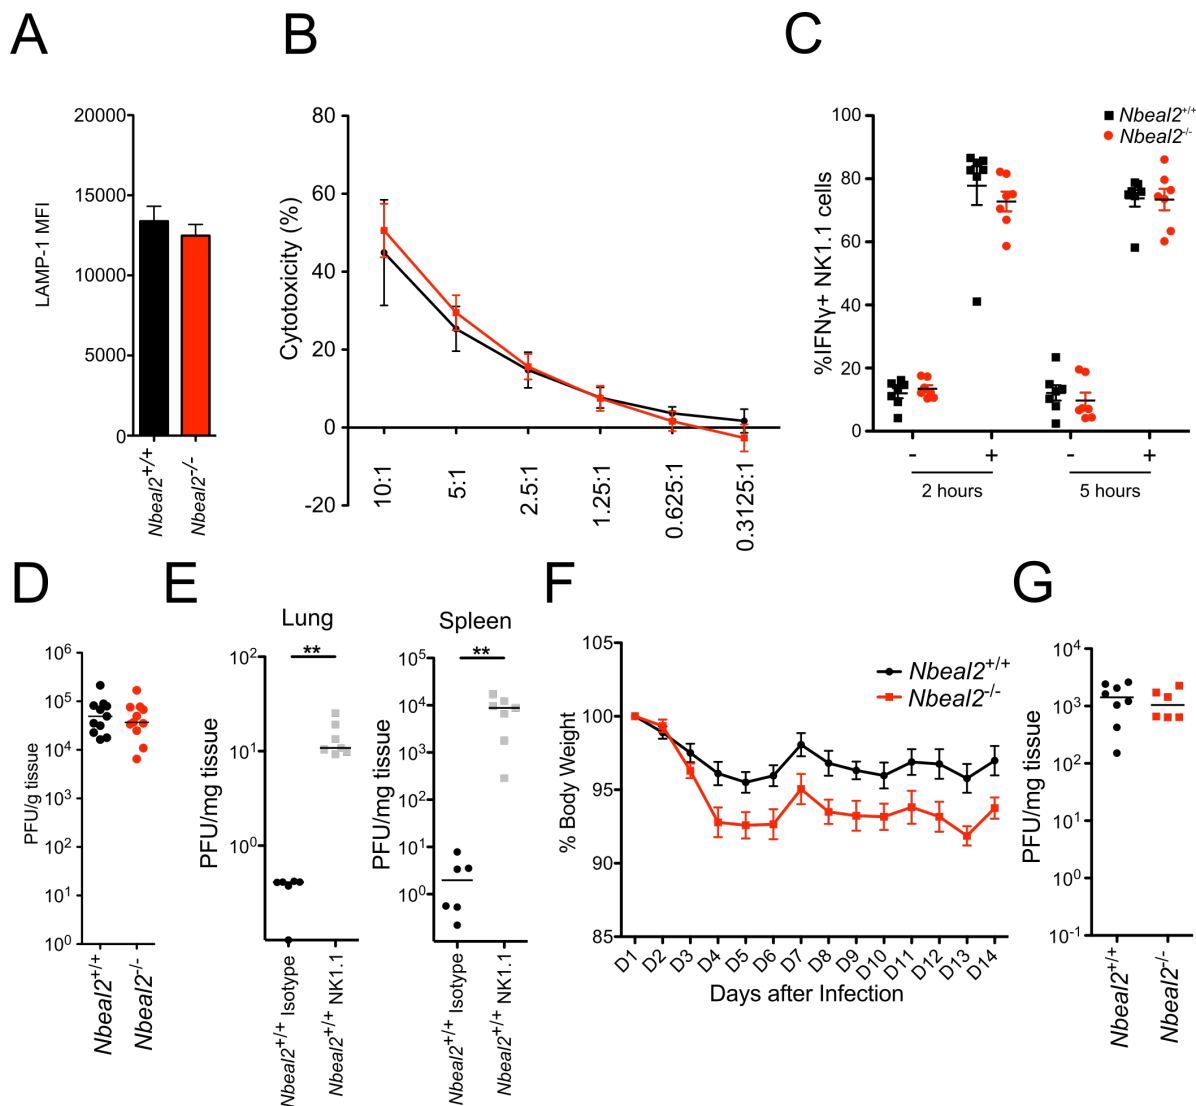 A
20000
15000
10000
5000
0
LAMP-1 MFI
Nbeal2+/+
Nbeal2-/-
B
80
60
40
20
0
-20
Cytotoxicity (%)
10:1
5:1
2.5:1
1.25:1
0.625:1
0.3125:1
C
100
80
60
40
20
0
%IFNγ+ NK1.1 cells
Nbeal2+/+
Nbeal2-/-
- + - +
2 hours 5 hours
D
10^6
10^5
10^4
10^3
10^2
10^1
10^0
PFU/g tissue
Nbeal2+/+
Nbeal2-/-
E
Lung
**
10^2
10^1
10^0
PFU/mg tissue
Nbeal2+/+ Isotype
Nbeal2+/+ NK1.1
Spleen
**
10^5
10^4
10^3
10^2
10^1
10^0
PFU/mg tissue
Nbeal2+/+ Isotype
Nbeal2+/+ NK1.1
F
105
100
95
90
85
% Body Weight
Nbeal2+/+
Nbeal2-/-
D1 D2 D3 D4 D5 D6 D7 D8 D9 D10 D11 D12 D13 D14
Days after Infection
G
10^4
10^3
10^2
10^1
10^0
10^-1
PFU/mg tissue
Nbeal2+/+
Nbeal2-/-